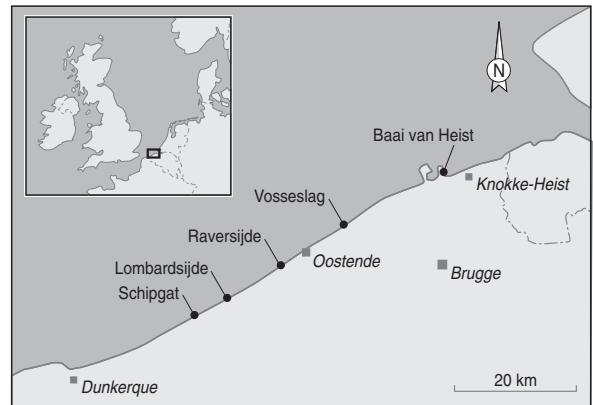 N
Baai van Heist
Knokke-Heist
Vosseslag
Raversijde
Oostende
Lombardsijde
Brugge
Schipgat
20 km
Dunkerque